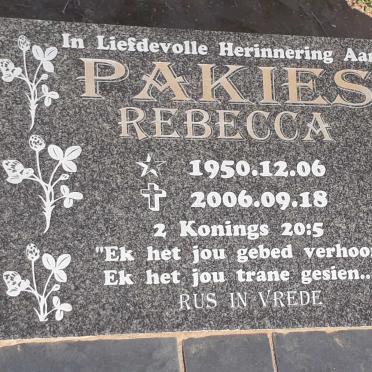 In Liefdevolle Herinnering Aan
PAKIES
REBECCA
1950.12.06
2006.09.18
2 Konings 20:5
"Ek het jou gebed verhoor
Ek het jou trane gesien..
RUS IN VREDE